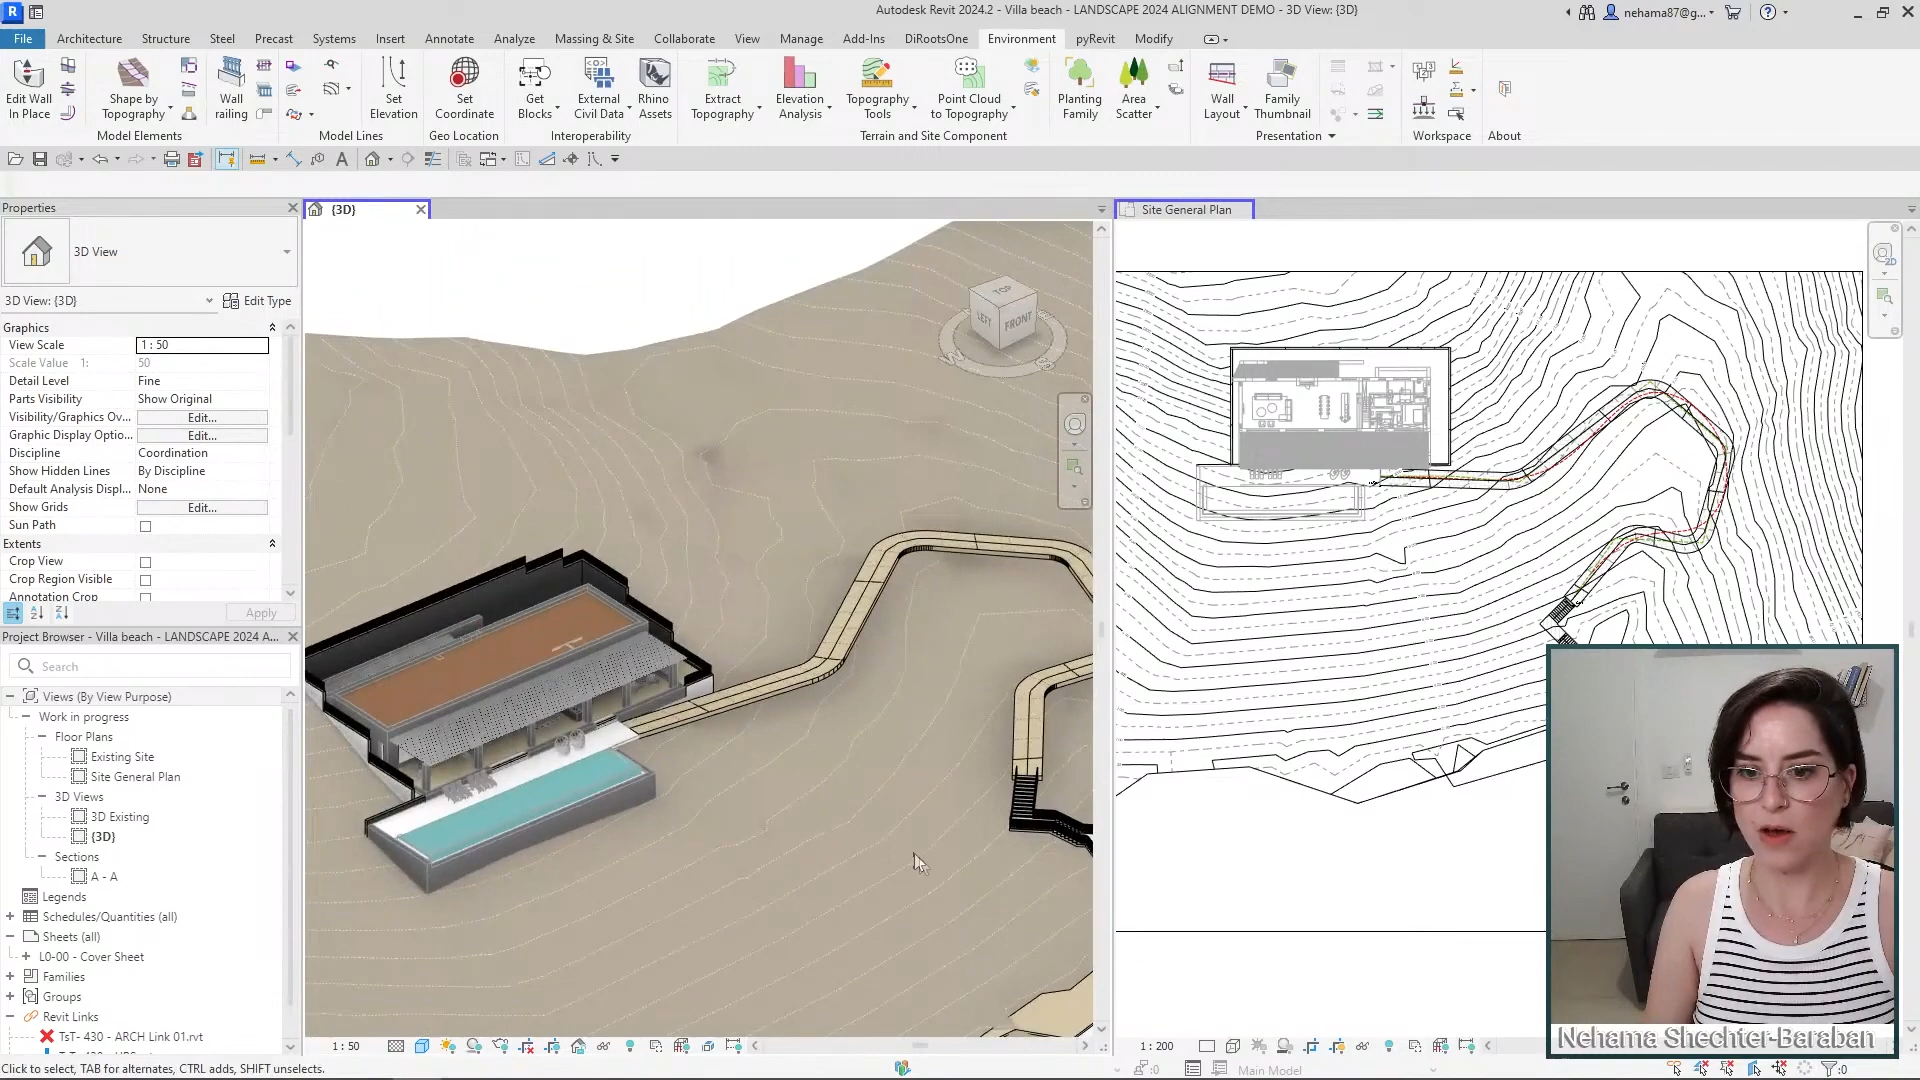 Autodesk Revit 2024.2 - Villa beach - LANDSCAPE 2024 ALIGNMENT DEMO - 3D View: {3D}
nehama87@g...
File Architecture Structure Steel Precast Systems Insert Annotate Analyze Massing & Site Collaborate View Manage Add-Ins DiRootsOne Environment pyRevit Modify
Edit Wall In Place
Shape by Topography
Wall railing
Set Elevation
Set Coordinate
Get Blocks
External Civil Data
Rhino Assets
Extract Topography
Elevation Analysis
Topography Tools
Point Cloud to Topography
Planting Family
Area Scatter
Wall Layout
Family Thumbnail
Model Elements Model Lines Geo Location Interoperability Terrain and Site Component Presentation Workspace About
Properties
3D View
3D View: {3D} Edit Type
Graphics
View Scale 1 : 50
Scale Value 1: 50
Detail Level Fine
Parts Visibility Show Original
Visibility/Graphics Ov... Edit...
Graphic Display Optio... Edit...
Discipline Coordination
Show Hidden Lines By Discipline
Default Analysis Displ... None
Show Grids Edit...
Sun Path
Extents
Crop View
Crop Region Visible
Annotation Crop
Apply
Project Browser - Villa beach - LANDSCAPE 2024 A...
Search
Views (By View Purpose)
Work in progress
Floor Plans
Existing Site
Site General Plan
3D Views
3D Existing
{3D}
Sections
A - A
Legends
Schedules/Quantities (all)
Sheets (all)
L0-00 - Cover Sheet
Families
Groups
Revit Links
TsT- 430 - ARCH Link 01.rvt
{3D}
TOP
LEFT
FRONT
W
1 : 50
Site General Plan
2D
1 : 200
Nehama Shechter-Baraban
Click to select, TAB for alternates, CTRL adds, SHIFT unselects.
:0
Main Model
:0